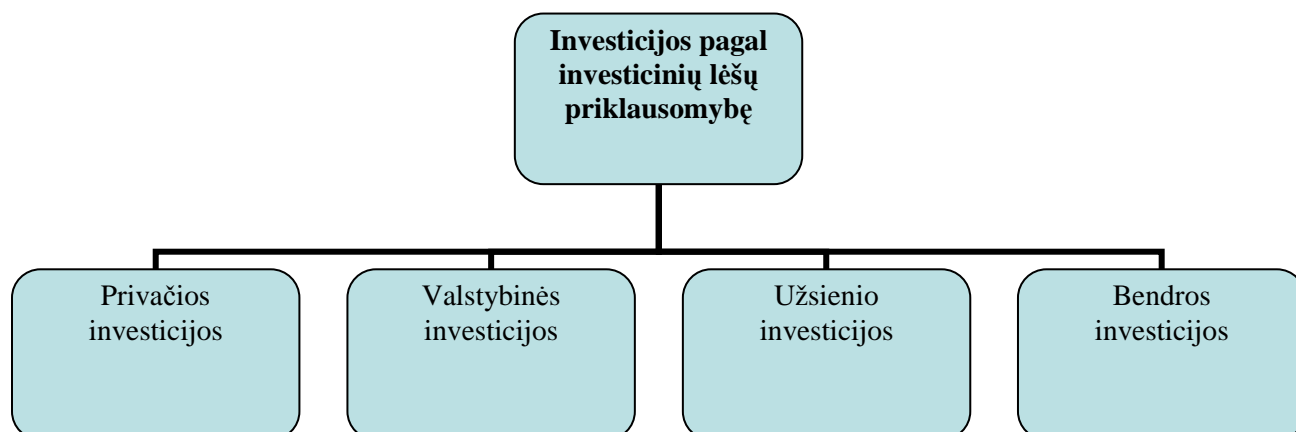 Investicijos pagal
investicinių lėšų
priklausomybę
Privačios
investicijos
Valstybinės
investicijos
Užsienio
investicijos
Bendros
investicijos